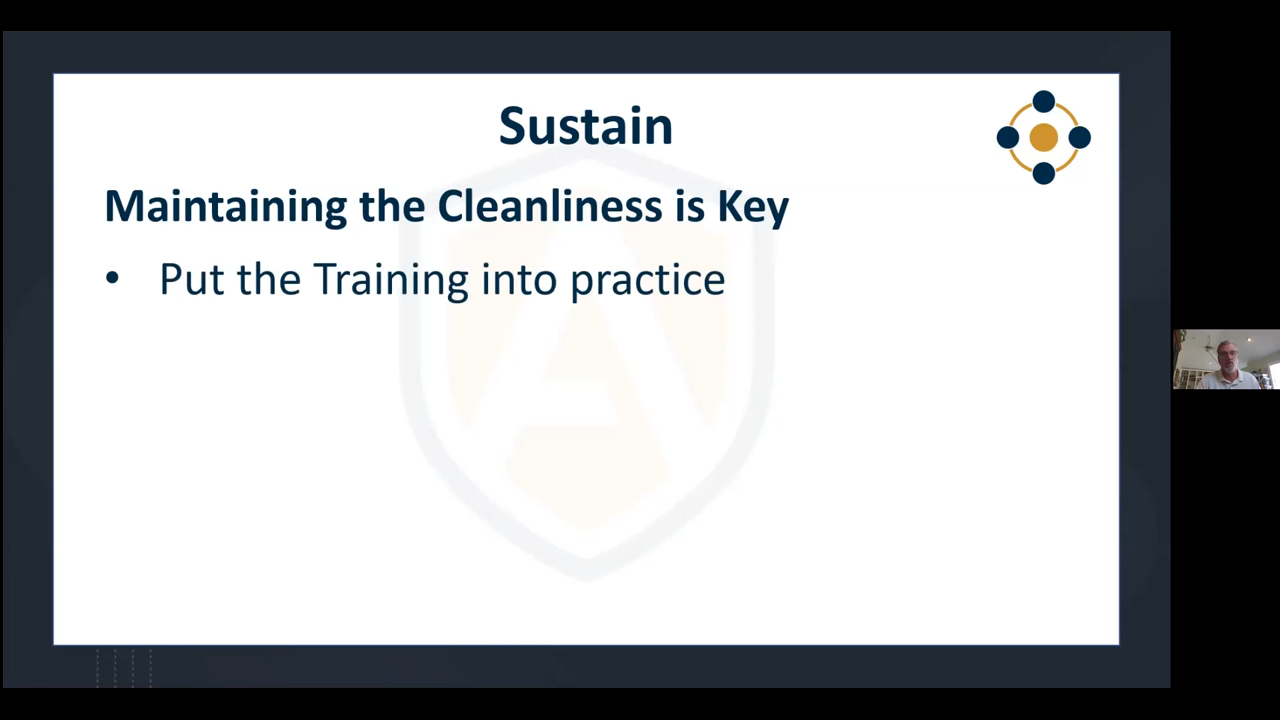 Sustain
Maintaining the Cleanliness is Key
• Put the Training into practice